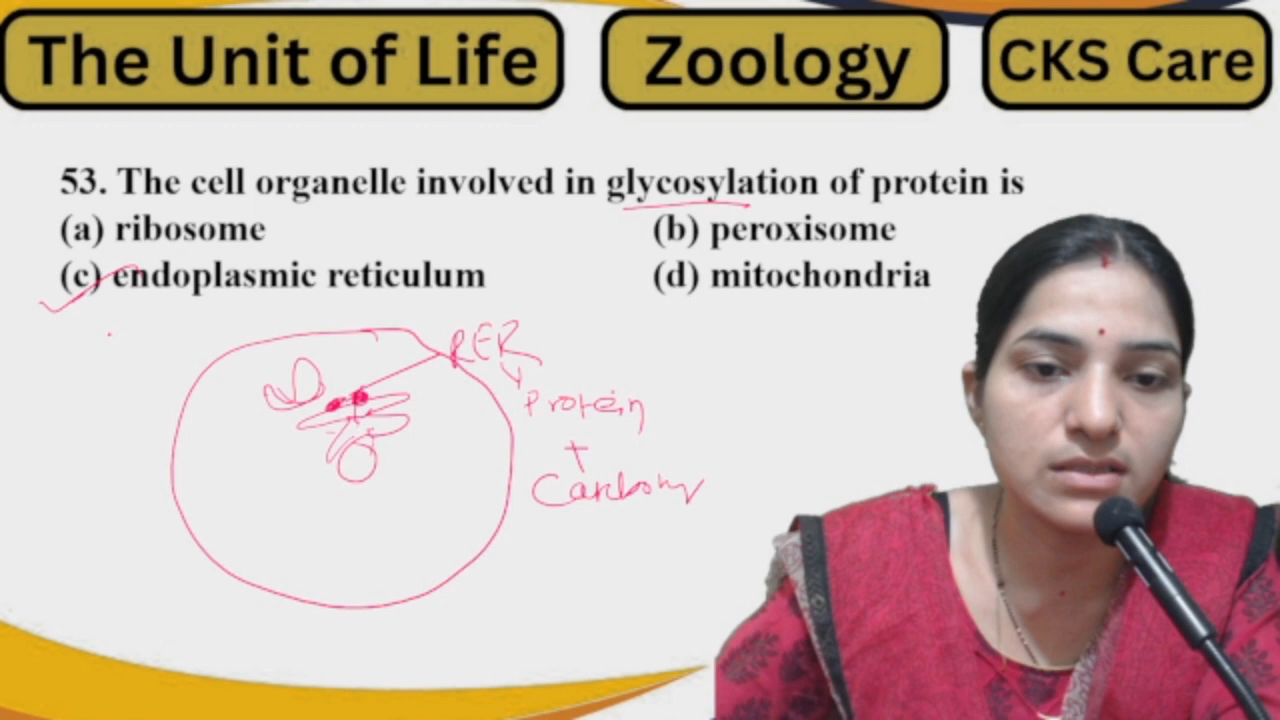 The Unit of Life
Zoology
CKS Care
53. The cell organelle involved in glycosylation of protein is
(a) ribosome (b) peroxisome
(c) endoplasmic reticulum (d) mitochondria
RER
Protein
+